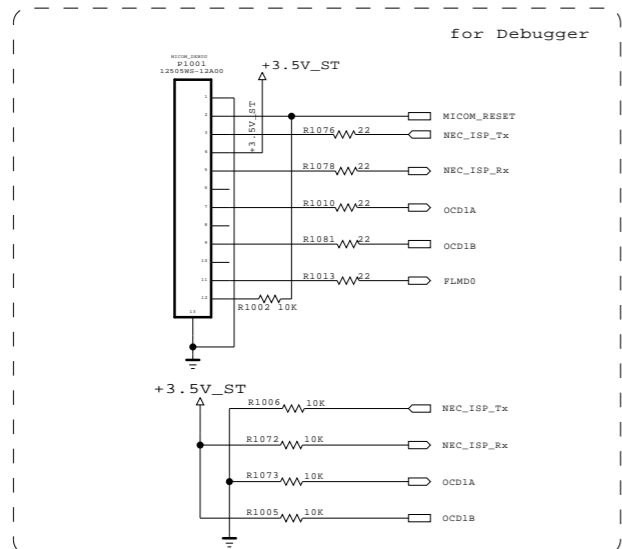 for Debugger
MICOM_DEBUG
P1001
12505WS-12A00
+3.5V_ST
+3.5V_ST
1
2
MICOM_RESET
3
R1076
22
NEC_ISP_Tx
4
5
R1078
22
NEC_ISP_Rx
6
7
R1010
22
OCD1A
8
9
R1081
22
OCD1B
10
11
R1013
22
FLMD0
12
R1002 10K
13
+3.5V_ST
R1006
10K
NEC_ISP_Tx
R1072
10K
NEC_ISP_Rx
R1073
10K
OCD1A
R1005
10K
OCD1B